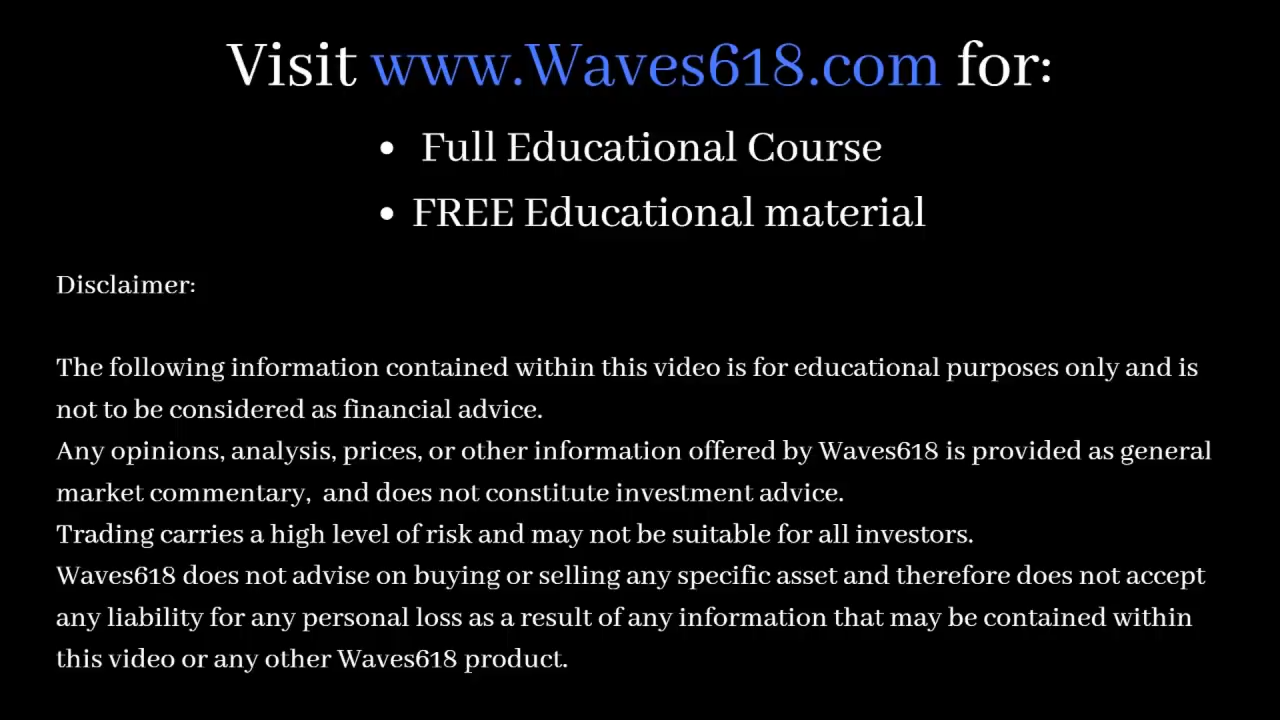 Visit www.Waves618.com for:
• Full Educational Course
• FREE Educational material
Disclaimer:
The following information contained within this video is for educational purposes only and is
not to be considered as financial advice.
Any opinions, analysis, prices, or other information offered by Waves618 is provided as general
market commentary,  and does not constitute investment advice.
Trading carries a high level of risk and may not be suitable for all investors.
Waves618 does not advise on buying or selling any specific asset and therefore does not accept
any liability for any personal loss as a result of any information that may be contained within
this video or any other Waves618 product.